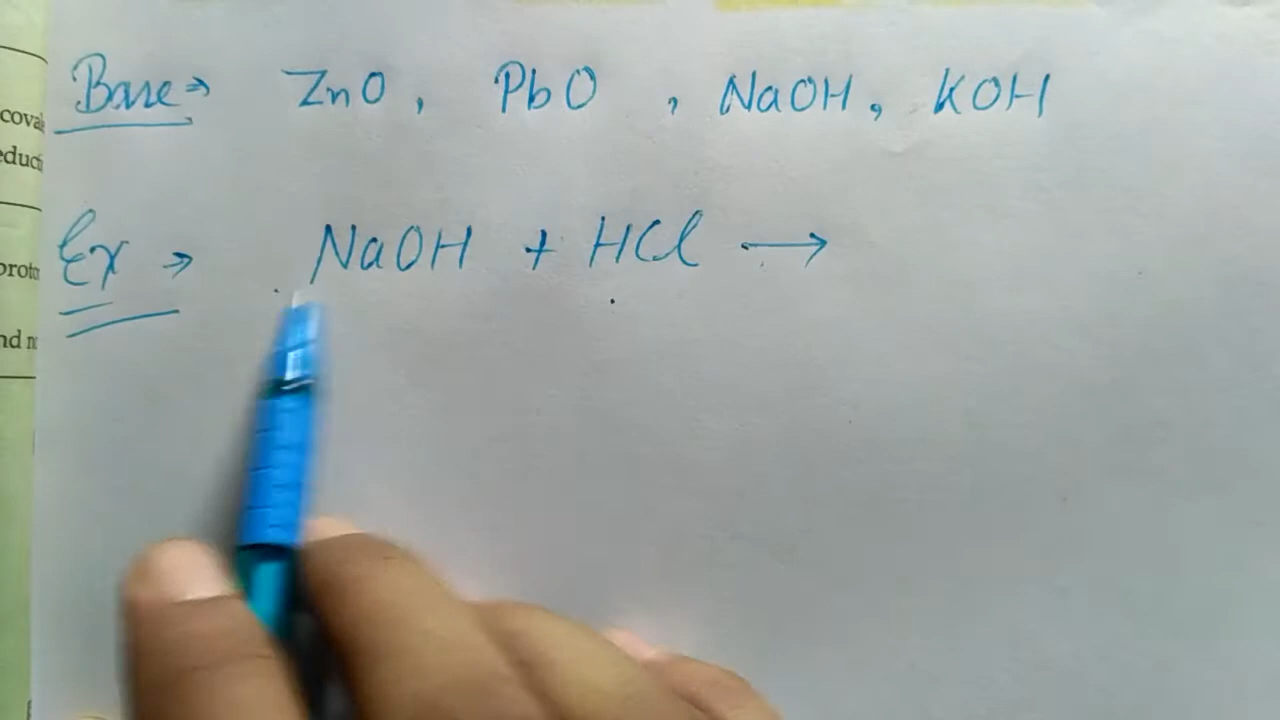 Base → ZnO, PbO, NaOH, KOH
Ex → NaOH + HCl →